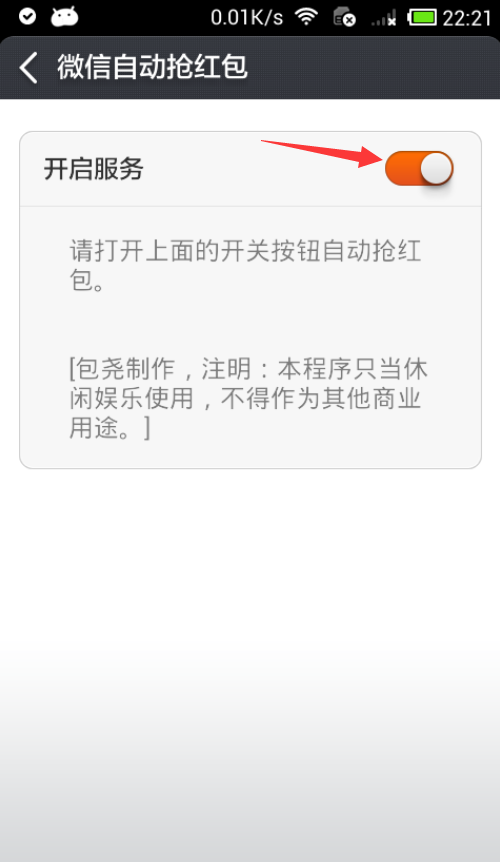 0.01K/s 22:21
微信自动抢红包
开启服务
请打开上面的开关按钮自动抢红
包。
[包尧制作，注明：本程序只当休
闲娱乐使用，不得作为其他商业
用途。]